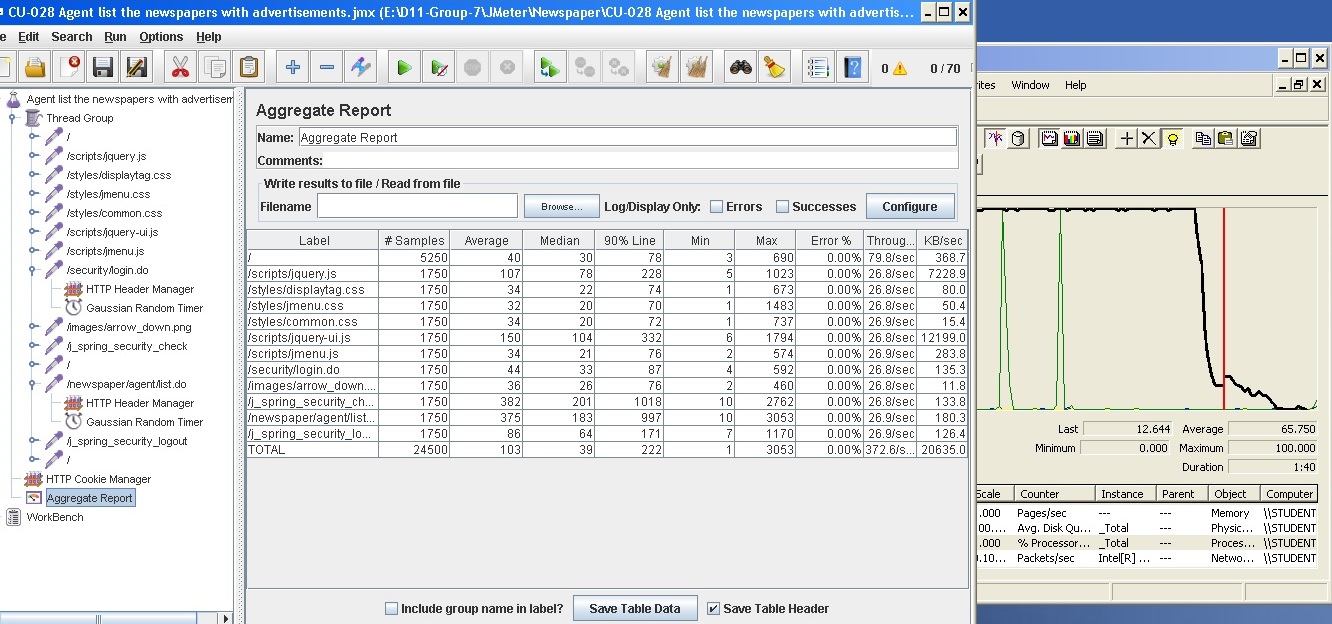 CU-028 Agent list the newspapers with advertisements.jmx (E:\D11-Group-7\JMeter\Newspaper\CU-028 Agent list the newspapers with advertis...
e Edit Search Run Options Help
0 0 / 70
Agent list the newspapers with advertisem
Thread Group
/
/scripts/jquery.js
/styles/displaytag.css
/styles/jmenu.css
/styles/common.css
/scripts/jquery-ui.js
/scripts/jmenu.js
/security/login.do
HTTP Header Manager
Gaussian Random Timer
/images/arrow_down.png
/j_spring_security_check
/
/newspaper/agent/list.do
HTTP Header Manager
Gaussian Random Timer
/j_spring_security_logout
/
HTTP Cookie Manager
Aggregate Report
WorkBench
Aggregate Report
Name: Aggregate Report
Comments:
Write results to file / Read from file
Filename Browse... Log/Display Only: Errors Successes Configure
Label # Samples Average Median 90% Line Min Max Error % Throug... KB/sec
/ 5250 40 30 78 3 690 0.00% 79.8/sec 368.7
/scripts/jquery.js 1750 107 78 228 5 1023 0.00% 26.8/sec 7228.9
/styles/displaytag.css 1750 34 22 74 1 673 0.00% 26.8/sec 80.0
/styles/jmenu.css 1750 32 20 70 1 1483 0.00% 26.8/sec 50.4
/styles/common.css 1750 34 20 72 1 737 0.00% 26.9/sec 15.4
/scripts/jquery-ui.js 1750 150 104 332 6 1794 0.00% 26.8/sec 12199.0
/scripts/jmenu.js 1750 34 21 76 2 574 0.00% 26.9/sec 283.8
/security/login.do 1750 44 33 87 4 592 0.00% 26.8/sec 135.3
/images/arrow_down.... 1750 36 26 76 2 460 0.00% 26.8/sec 11.8
/j_spring_security_ch... 1750 382 201 1018 10 2762 0.00% 26.8/sec 133.8
/newspaper/agent/list... 1750 375 183 997 10 3053 0.00% 26.9/sec 180.3
/j_spring_security_lo... 1750 86 64 171 7 1170 0.00% 26.9/sec 126.4
TOTAL 24500 103 39 222 1 3053 0.00% 372.6/s... 20635.0
Include group name in label? Save Table Data Save Table Header
rites Window Help
Last 12.644 Average 65.750
Minimum 0.000 Maximum 100.000
Duration 1:40
Scale Counter Instance Parent Object Computer
.000 Pages/sec --- --- Memory \\STUDENT
00.... Avg. Disk Qu... _Total --- Physic... \\STUDENT
.000 % Processor... _Total --- Proces... \\STUDENT
.10... Packets/sec Intel[R] ... --- Netwo... \\STUDENT